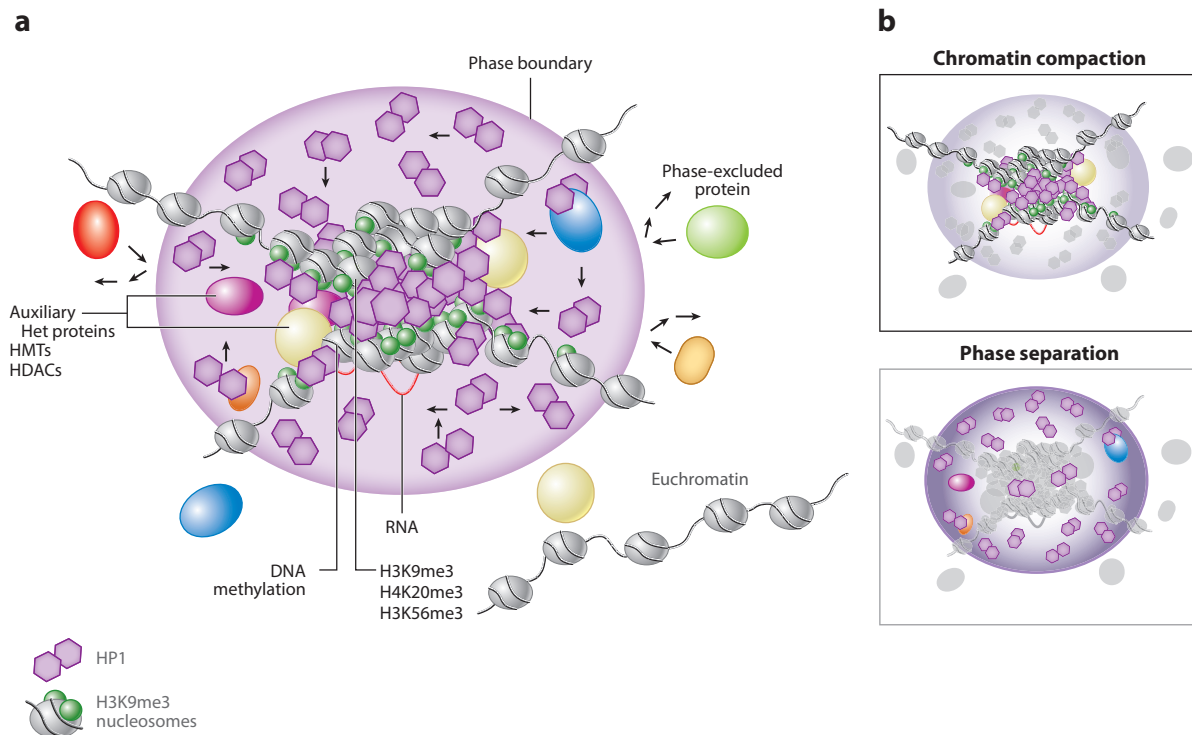 a
Phase boundary
Phase-excluded
protein
Auxiliary
Het proteins
HMTs
HDACs
Euchromatin
RNA
DNA
methylation
H3K9me3
H4K20me3
H3K56me3
HP1
H3K9me3
nucleosomes
b
Chromatin compaction
Phase separation